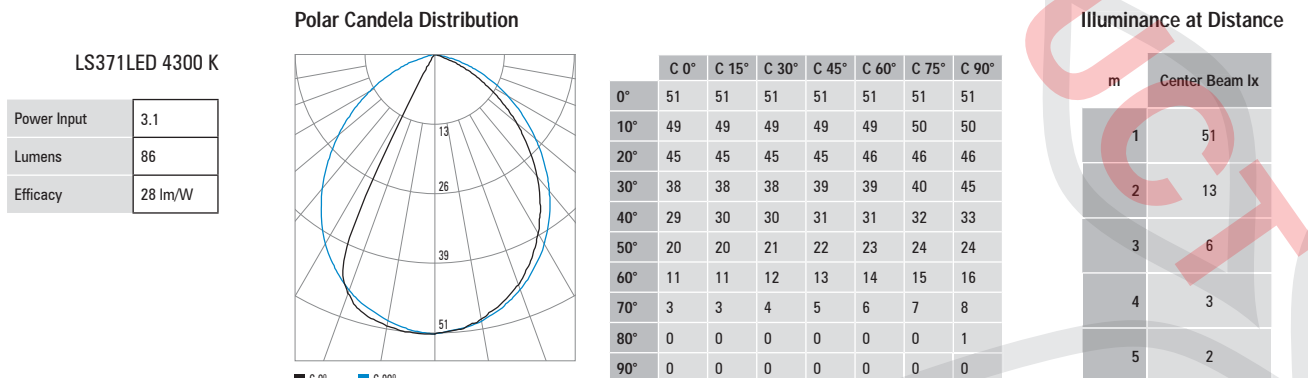 Polar Candela Distribution
Illuminance at Distance
LS371LED 4300 K
Power Input 3.1
Lumens 86
Efficacy 28 lm/W
13
26
39
51
C 0° C 90°
C 0° C 15° C 30° C 45° C 60° C 75° C 90°
0° 51 51 51 51 51 51 51
10° 49 49 49 49 49 50 50
20° 45 45 45 45 46 46 46
30° 38 38 38 39 39 40 45
40° 29 30 30 31 31 32 33
50° 20 20 21 22 23 24 24
60° 11 11 12 13 14 15 16
70° 3 3 4 5 6 7 8
80° 0 0 0 0 0 0 1
90° 0 0 0 0 0 0 0
m Center Beam lx
1 51
2 13
3 6
4 3
5 2